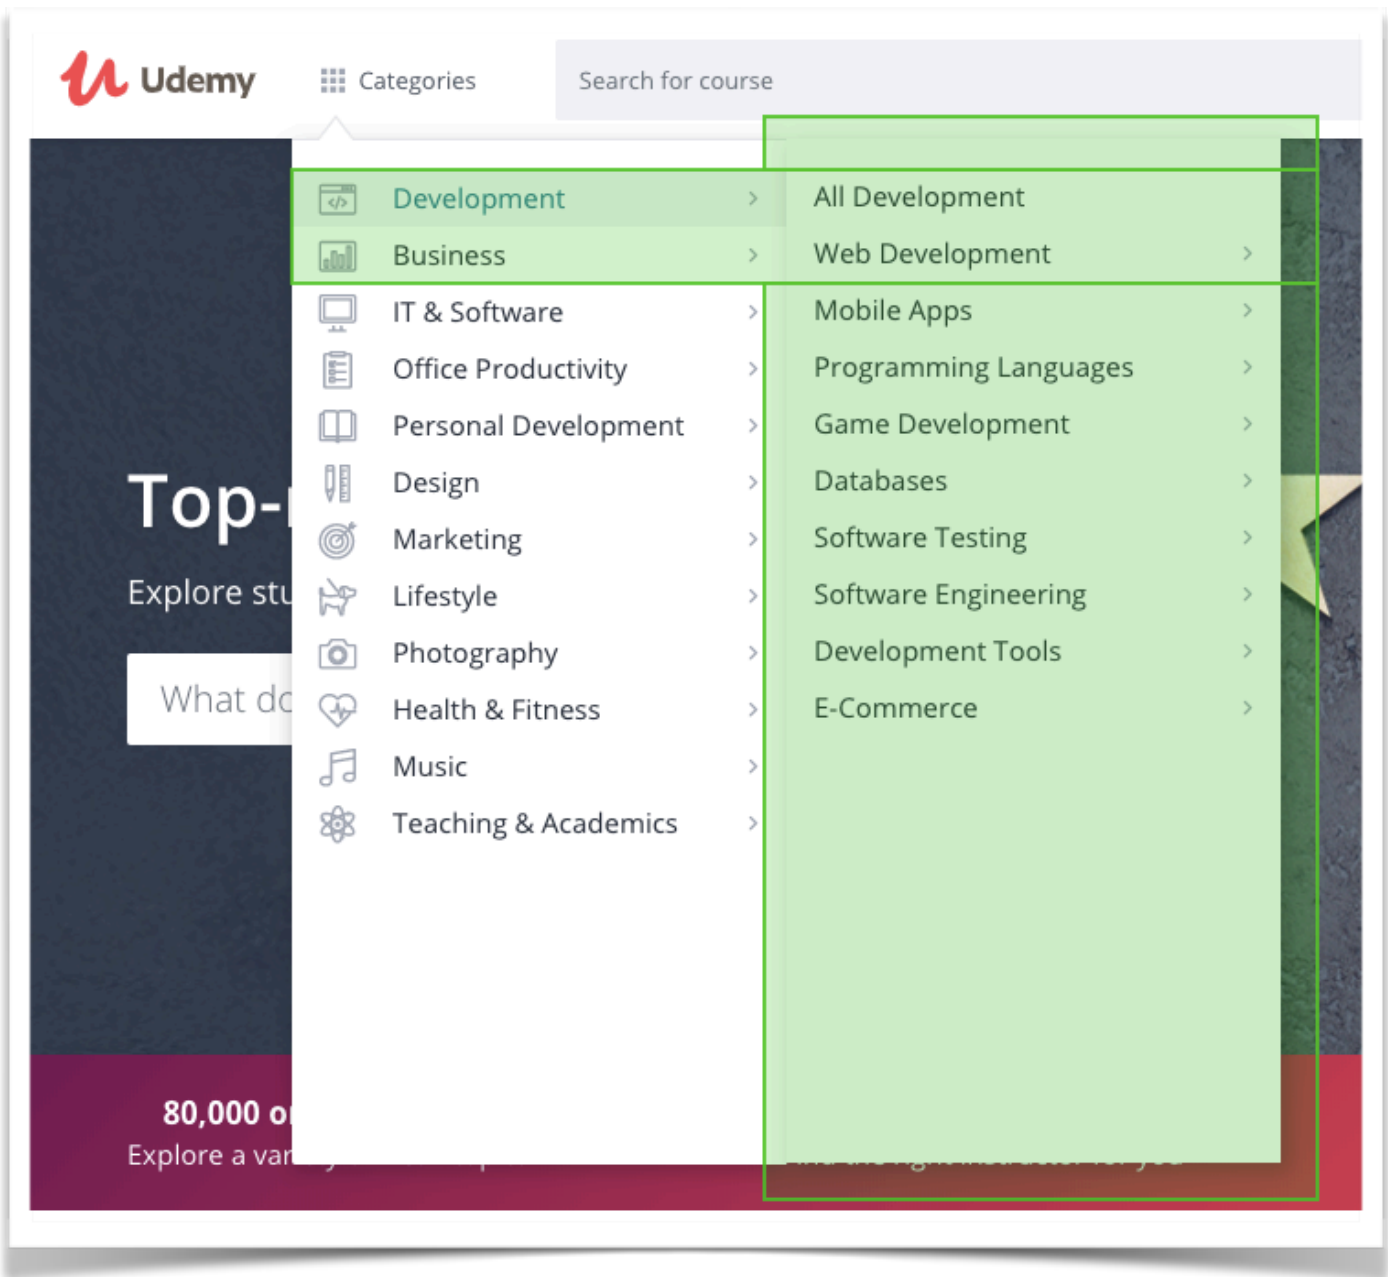 Udemy
Categories
Search for course
Development
Business
IT & Software
Office Productivity
Personal Development
Design
Marketing
Lifestyle
Photography
Health & Fitness
Music
Teaching & Academics
All Development
Web Development
Mobile Apps
Programming Languages
Game Development
Databases
Software Testing
Software Engineering
Development Tools
E-Commerce
Top-
Explore stu
What do
80,000 o
Explore a var